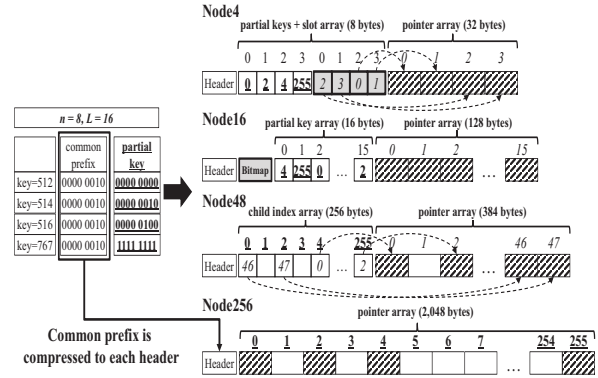 Node4
partial keys + slot array (8 bytes) pointer array (32 bytes)
0 1 2 3 0 1 2 3 0 1 2 3
Header 0 2 4 255 2 3 0 1
Node16
partial key array (16 bytes) pointer array (128 bytes)
0 1 2 15 0 1 2 15
Header Bitmap 4 255 0 ... 2 ...
n = 8, L = 16
common prefix partial key
key=512 0000 0010 0000 0000
key=514 0000 0010 0000 0010
key=516 0000 0010 0000 0100
key=767 0000 0010 1111 1111
Node48
child index array (256 bytes) pointer array (384 bytes)
0 1 2 3 4 255 0 1 2 46 47
Header 46 47 0 ... 2 ...
Node256
pointer array (2,048 bytes)
0 1 2 3 4 5 6 7 254 255
Header ...
Common prefix is
compressed to each header